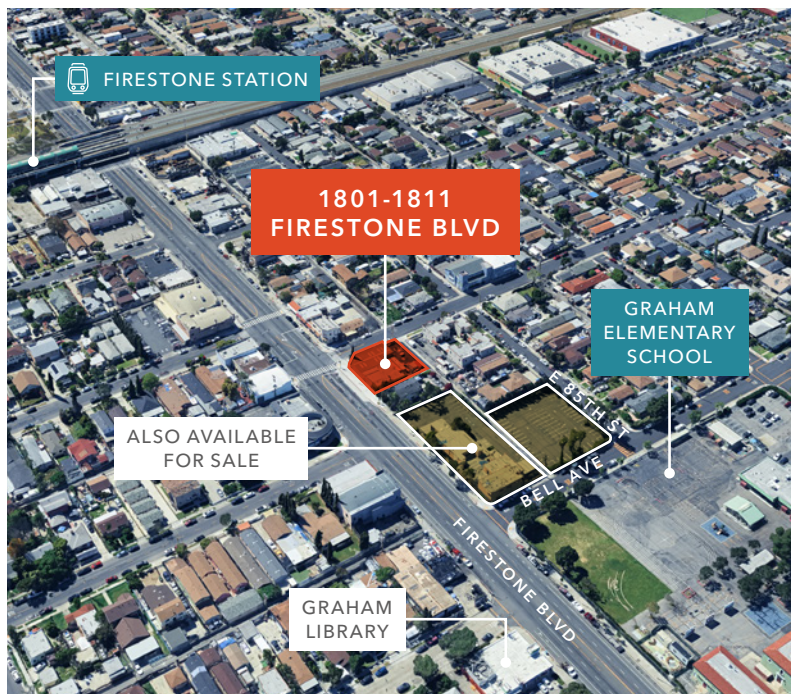 FIRESTONE STATION
1801-1811
FIRESTONE BLVD
GRAHAM
ELEMENTARY
SCHOOL
E 85TH ST
ALSO AVAILABLE
FOR SALE
BELL AVE
FIRESTONE BLVD
GRAHAM
LIBRARY